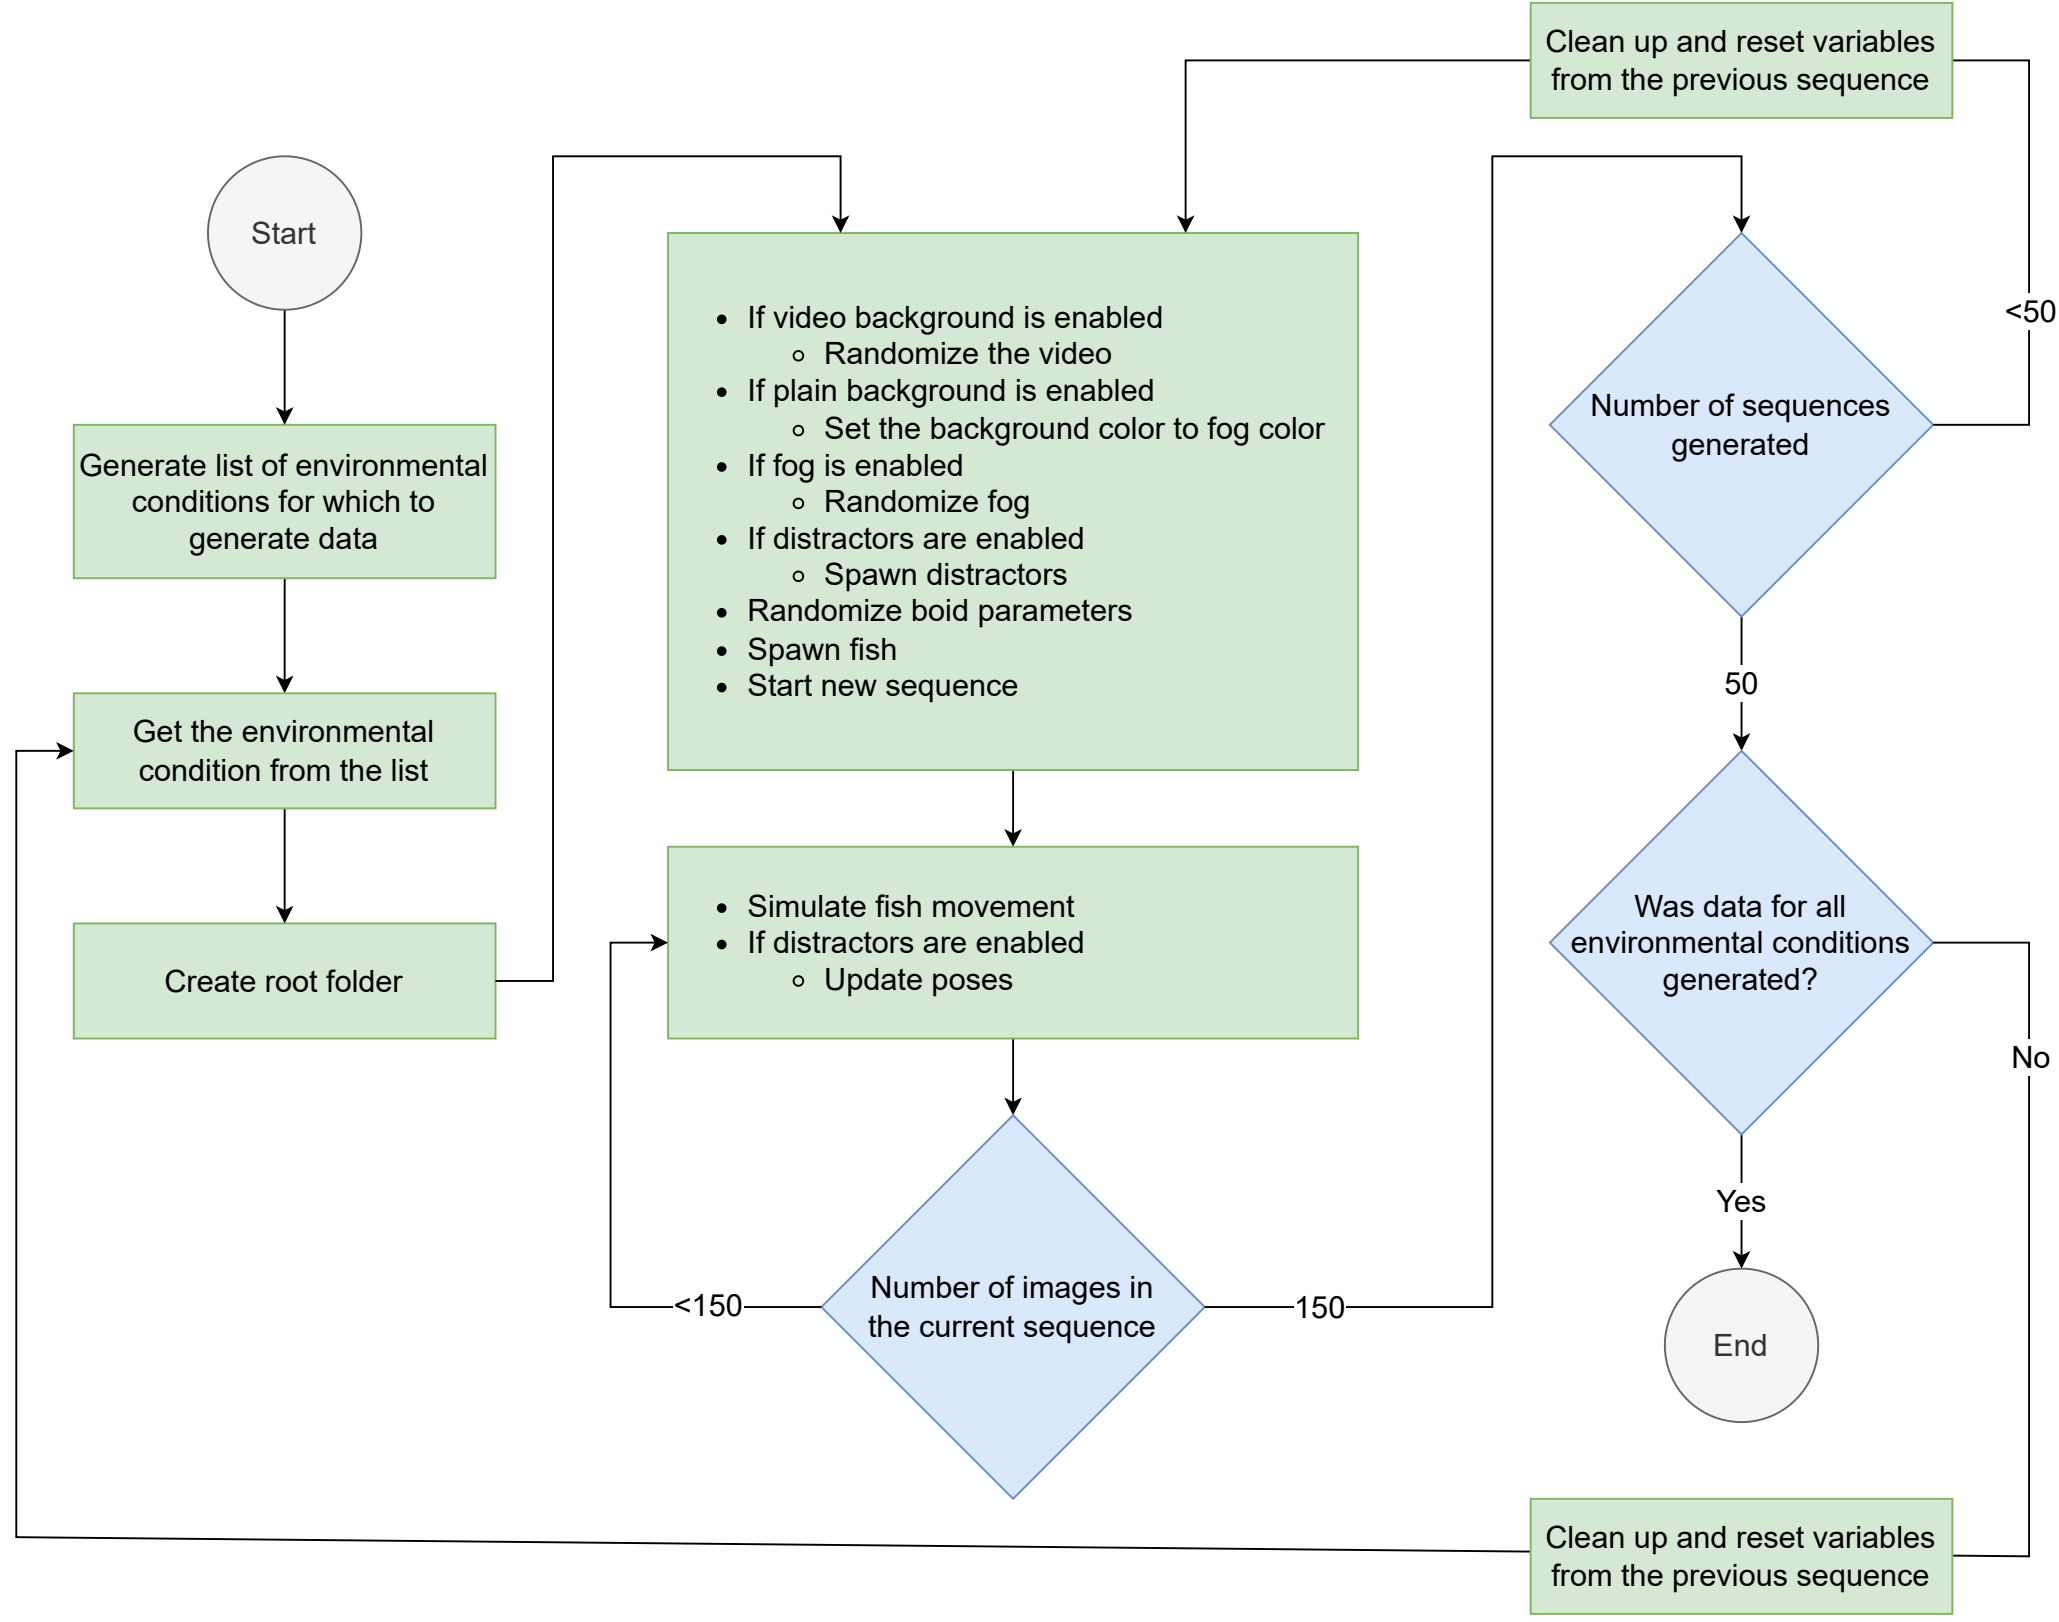 Start
Generate list of environmental
conditions for which to
generate data
Get the environmental
condition from the list
Create root folder
• If video background is enabled
◦ Randomize the video
• If plain background is enabled
◦ Set the background color to fog color
• If fog is enabled
◦ Randomize fog
• If distractors are enabled
◦ Spawn distractors
• Randomize boid parameters
• Spawn fish
• Start new sequence
• Simulate fish movement
• If distractors are enabled
◦ Update poses
Number of images in
the current sequence
<150
150
Clean up and reset variables
from the previous sequence
<50
Number of sequences
generated
50
Was data for all
environmental conditions
generated?
No
Yes
End
Clean up and reset variables
from the previous sequence